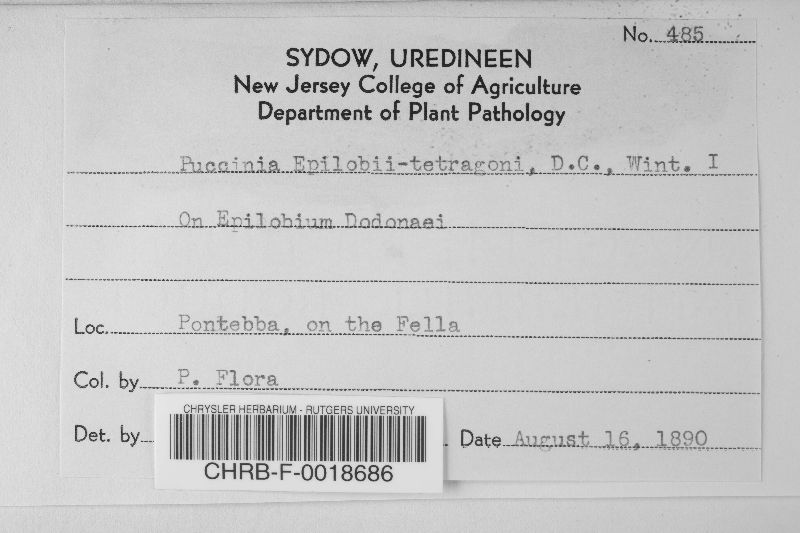 No. 485
SYDOW, UREDINEEN
New Jersey College of Agriculture
Department of Plant Pathology
Puccinia Epilobii-tetragoni, D.C., Wint. I
On Epilobium Dodonaei
Loc. Pontebba, on the Fella
Col. by P. Flora
Det. by
Date August 16, 1890
CHRYSLER HERBARIUM - RUTGERS UNIVERSITY
CHRB-F-0018686